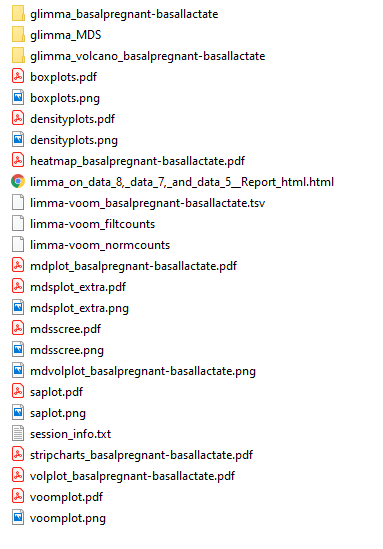 glimma_basalpregnant-basallactate
glimma_MDS
glimma_volcano_basalpregnant-basallactate
boxplots.pdf
boxplots.png
densityplots.pdf
densityplots.png
heatmap_basalpregnant-basallactate.pdf
limma_on_data_8,_data_7,_and_data_5__Report_html.html
limma-voom_basalpregnant-basallactate.tsv
limma-voom_filtcounts
limma-voom_normcounts
mdplot_basalpregnant-basallactate.pdf
mdsplot_extra.pdf
mdsplot_extra.png
mdsscree.pdf
mdsscree.png
mdvolplot_basalpregnant-basallactate.png
saplot.pdf
saplot.png
session_info.txt
stripcharts_basalpregnant-basallactate.pdf
volplot_basalpregnant-basallactate.pdf
voomplot.pdf
voomplot.png